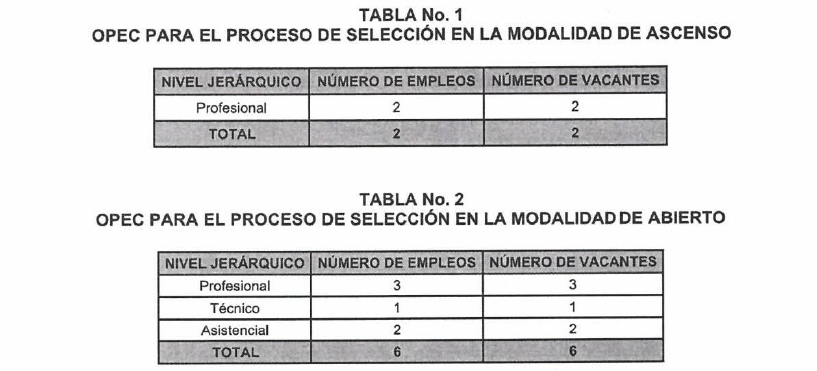 TABLA No. 1
OPEC PARA EL PROCESO DE SELECCIÓN EN LA MODALIDAD DE ASCENSO
NIVEL JERÁRQUICO NÚMERO DE EMPLEOS NÚMERO DE VACANTES
Profesional 2 2
TOTAL 2 2
TABLA No. 2
OPEC PARA EL PROCESO DE SELECCIÓN EN LA MODALIDAD DE ABIERTO
NIVEL JERÁRQUICO NÚMERO DE EMPLEOS NÚMERO DE VACANTES
Profesional 3 3
Técnico 1 1
Asistencial 2 2
TOTAL 6 6